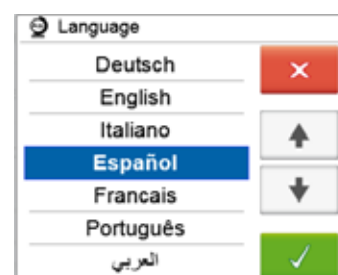 Language
Deutsch
English
Italiano
Español
Francais
Português
العربي